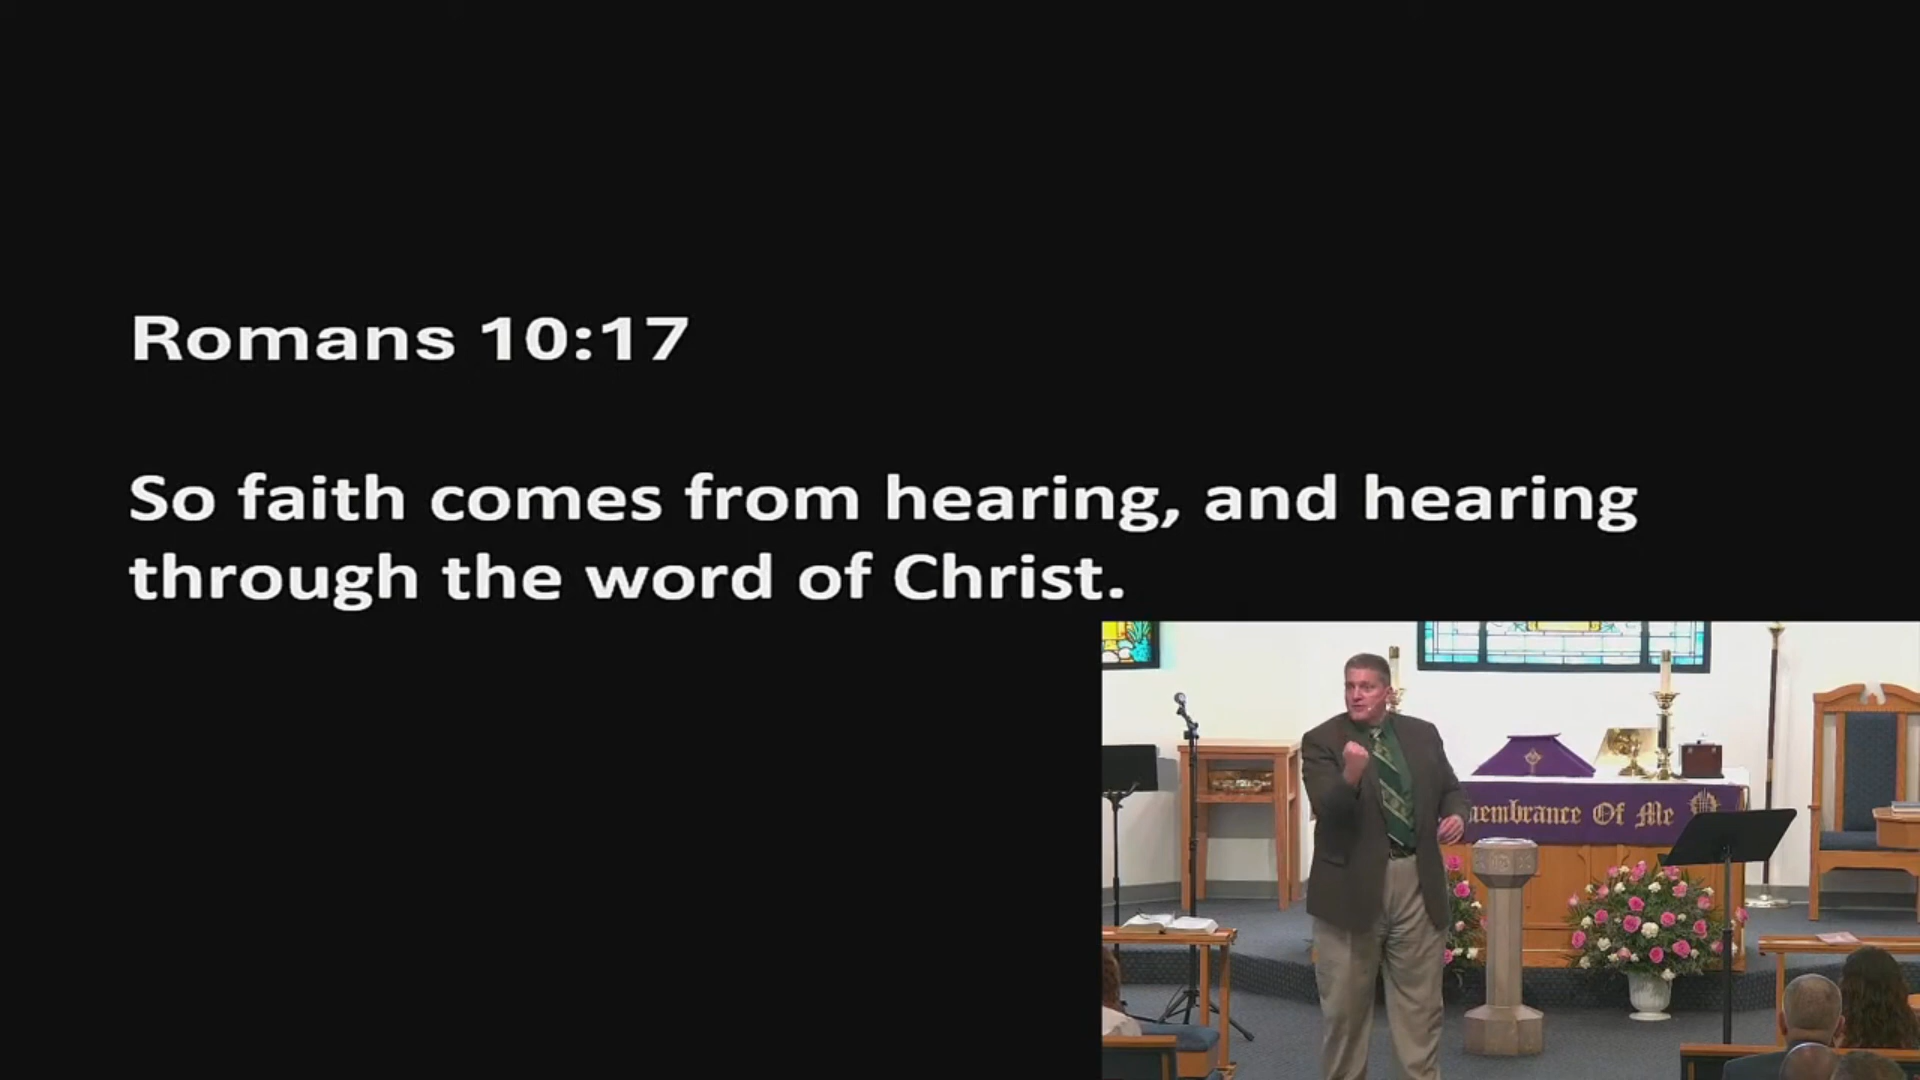 Romans 10:17
So faith comes from hearing, and hearing
through the word of Christ.
Of Me